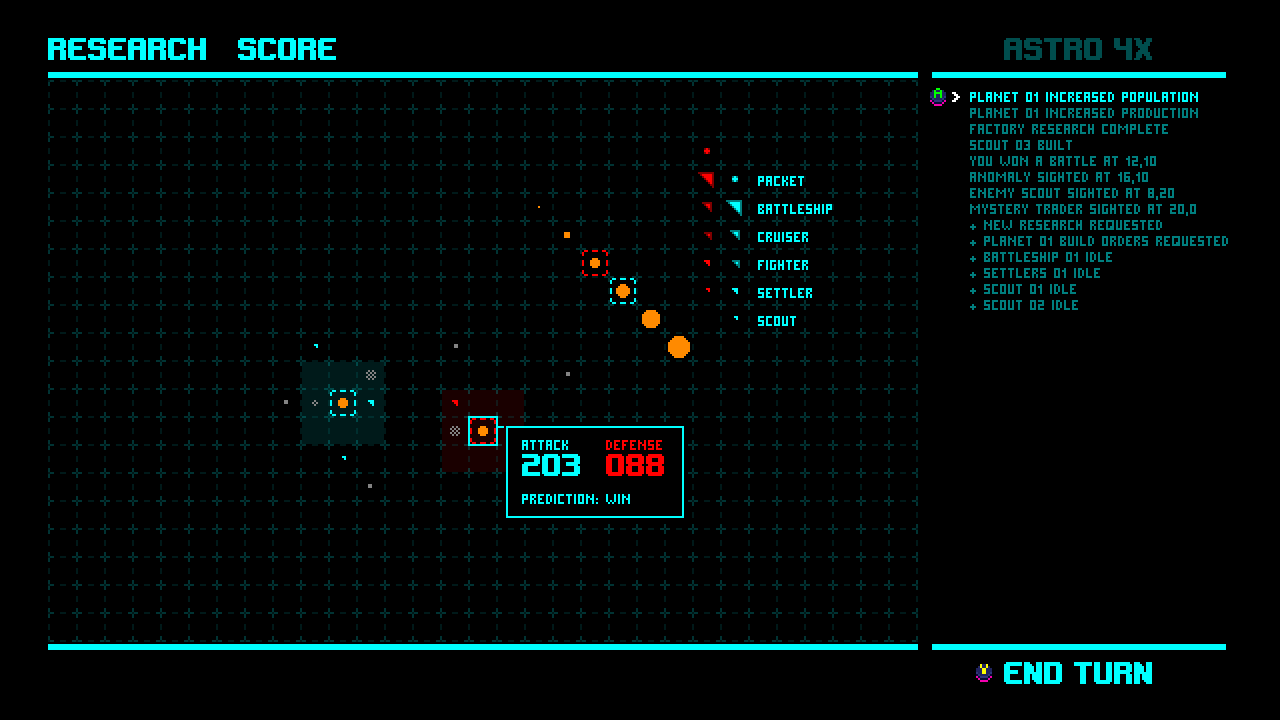 RESEARCH SCORE
ASTRO 4X
A > PLANET 01 INCREASED POPULATION
PLANET 01 INCREASED PRODUCTION
FACTORY RESEARCH COMPLETE
SCOUT 03 BUILT
YOU WON A BATTLE AT 12,10
ANOMALY SIGHTED AT 16,10
ENEMY SCOUT SIGHTED AT 8,20
MYSTERY TRADER SIGHTED AT 20,0
+ NEW RESEARCH REQUESTED
+ PLANET 01 BUILD ORDERS REQUESTED
+ BATTLESHIP 01 IDLE
+ SETTLERS 01 IDLE
+ SCOUT 01 IDLE
+ SCOUT 02 IDLE
PACKET
BATTLESHIP
CRUISER
FIGHTER
SETTLER
SCOUT
ATTACK DEFENSE
203 088
PREDICTION: WIN
Y END TURN